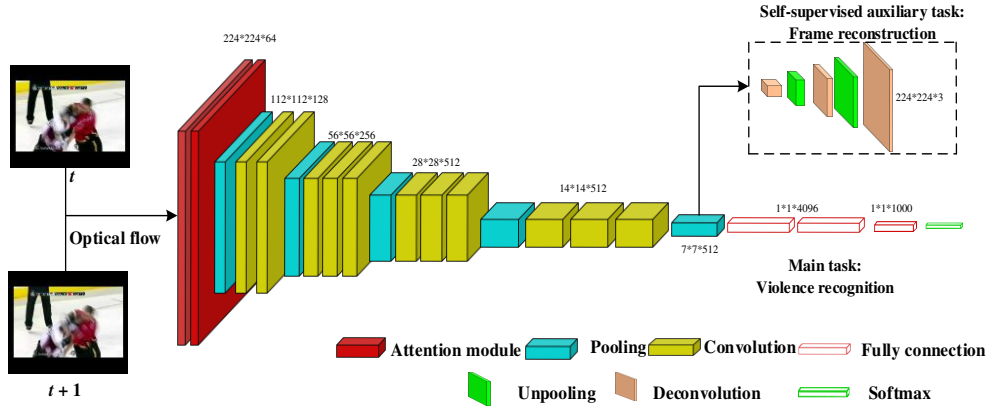 Self-supervised auxiliary task:
Frame reconstruction
224*224*64
112*112*128
56*56*256
28*28*512
14*14*512
7*7*512
224*224*3
1*1*4096
1*1*1000
t
Optical flow
t + 1
Main task:
Violence recognition
Attention module
Pooling
Convolution
Fully connection
Unpooling
Deconvolution
Softmax